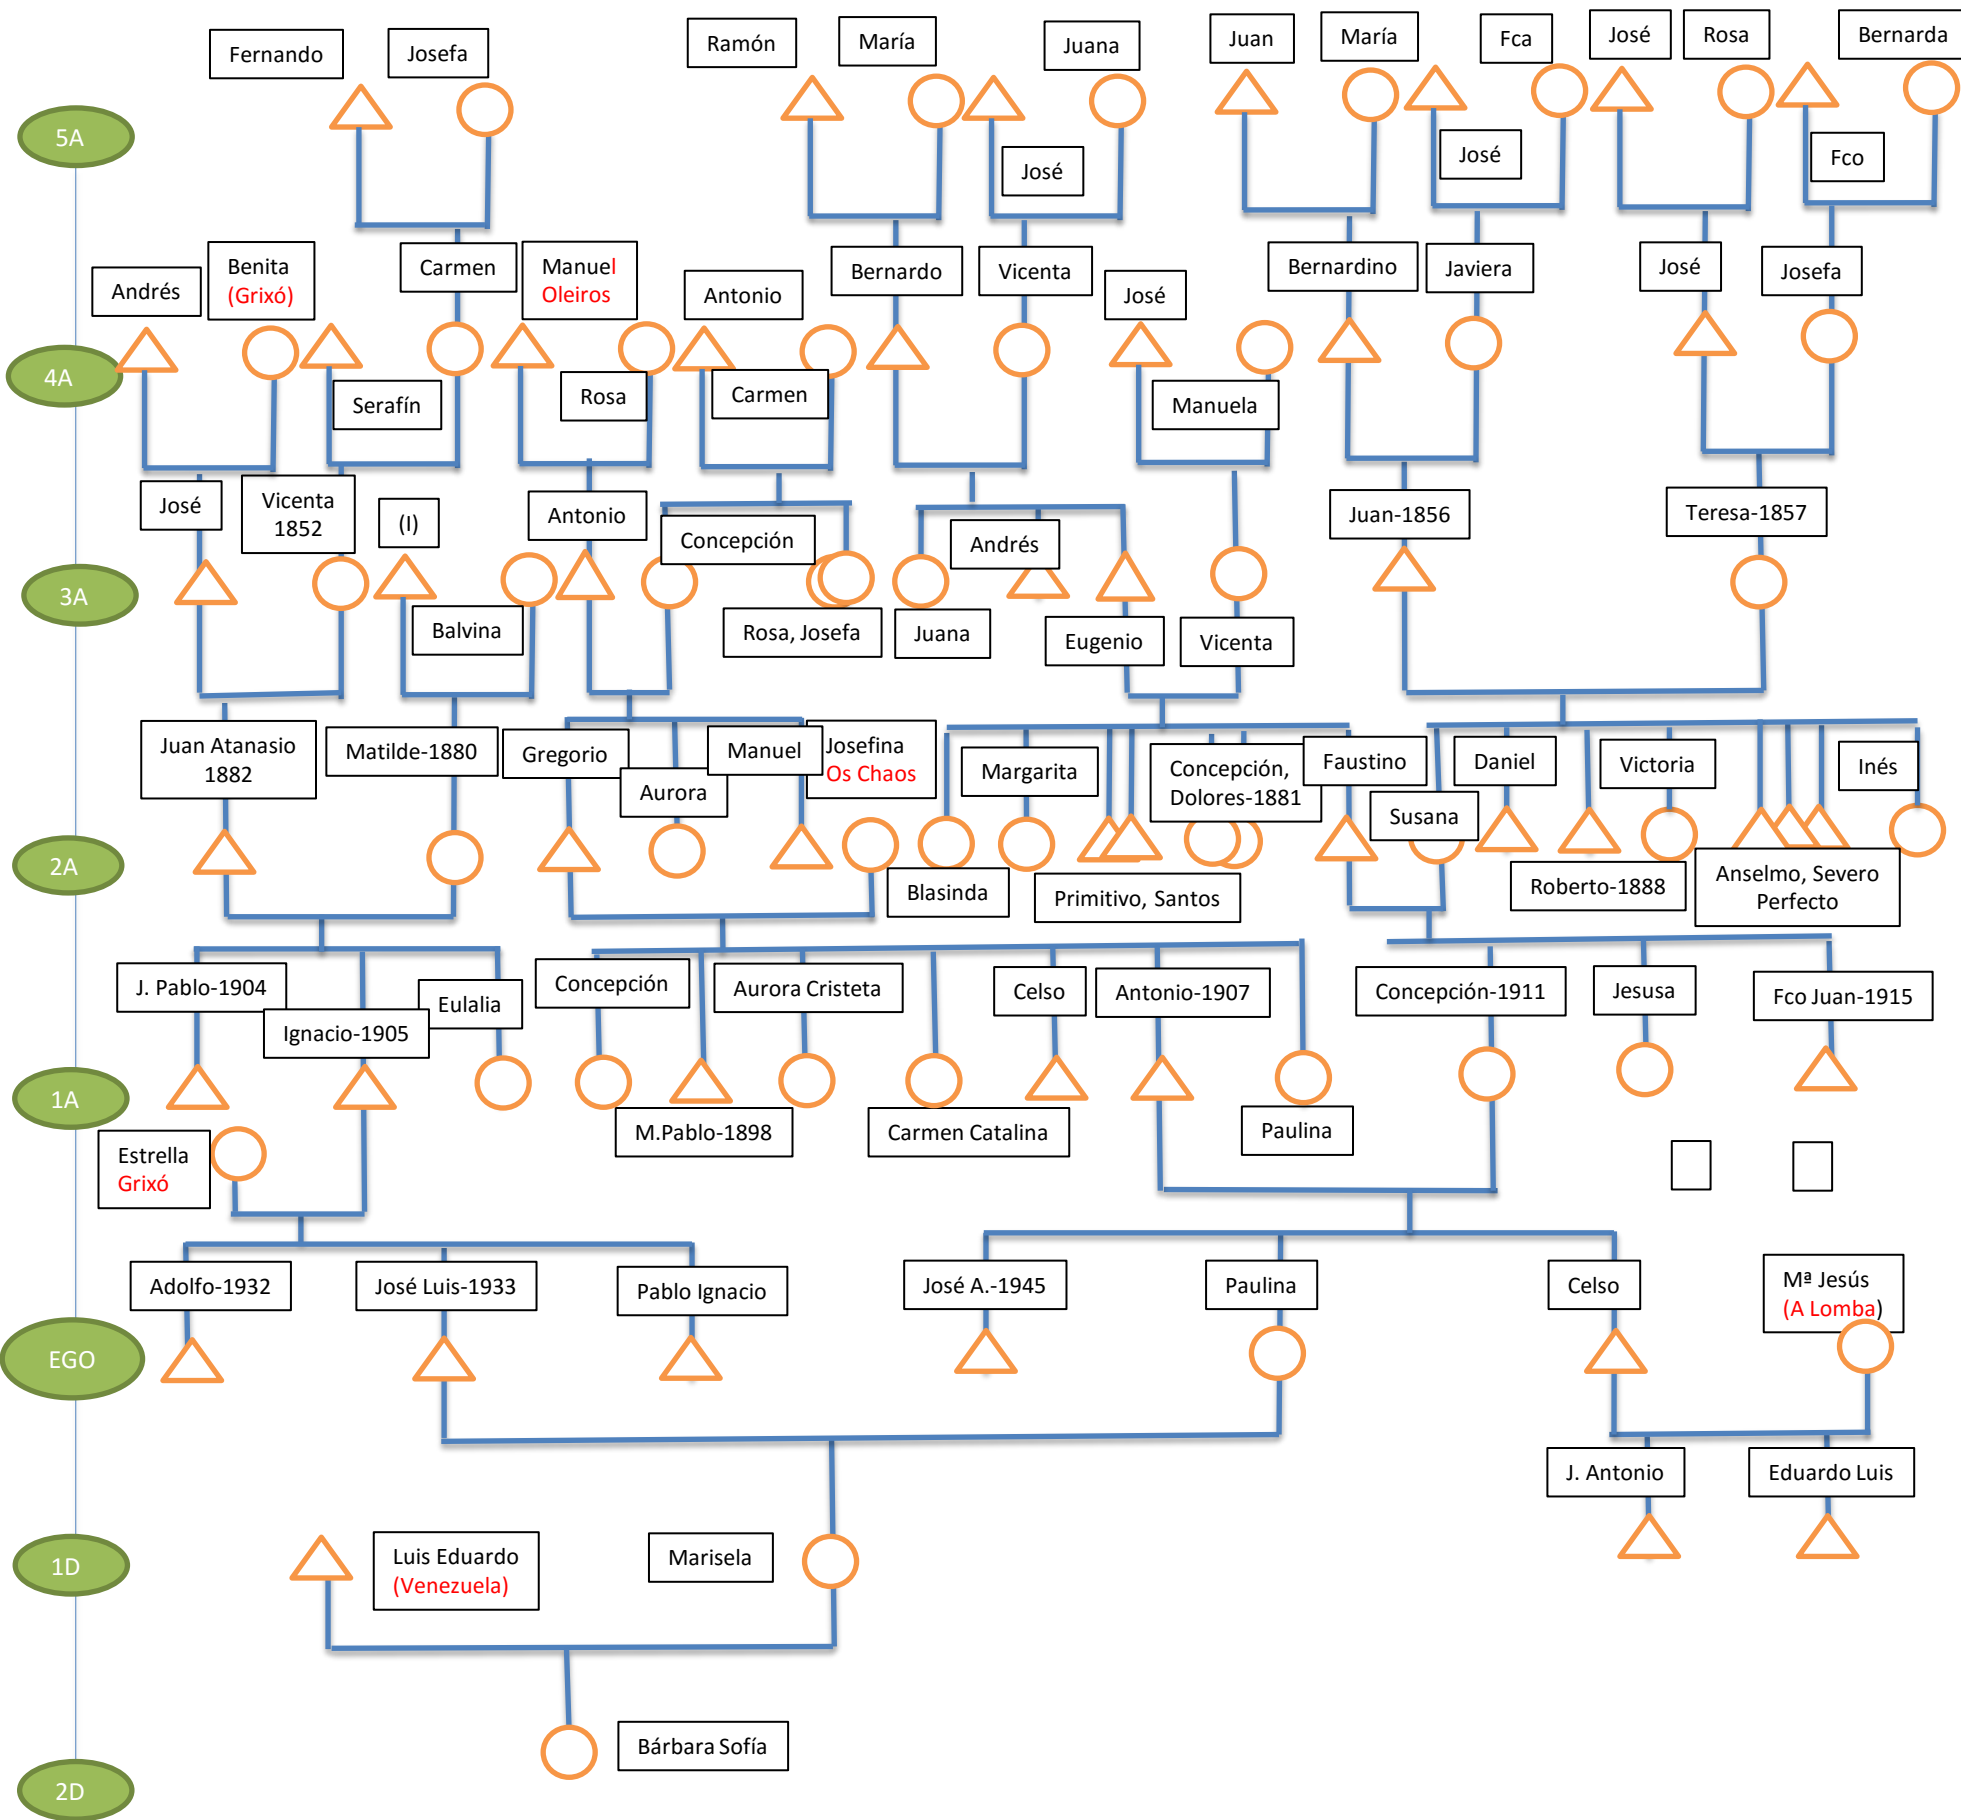 Fernando
Josefa
Ramón
María
Juana
Juan
María
Fca
José
Rosa
Bernarda
5A
José
José
Fco
Andrés
Benita
(Grixó)
Carmen
Manuel
Oleiros
Antonio
Bernardo
Vicenta
José
Bernardino
Javiera
José
Josefa
4A
Serafín
Rosa
Carmen
Manuela
José
Vicenta
1852
(I)
Antonio
Concepción
Andrés
Juan-1856
Teresa-1857
3A
Balvina
Rosa, Josefa
Juana
Eugenio
Vicenta
Juan Atanasio
1882
Matilde-1880
Gregorio
Aurora
Manuel
Josefina
Os Chaos
Margarita
Concepción,
Dolores-1881
Faustino
Susana
Daniel
Victoria
Inés
2A
Blasinda
Primitivo, Santos
Roberto-1888
Anselmo, Severo
Perfecto
J. Pablo-1904
Ignacio-1905
Eulalia
Concepción
Aurora Cristeta
Celso
Antonio-1907
Concepción-1911
Jesusa
Fco Juan-1915
1A
M.Pablo-1898
Carmen Catalina
Paulina
Estrella
Grixó
Adolfo-1932
José Luis-1933
Pablo Ignacio
José A.-1945
Paulina
Celso
Mª Jesús
(A Lomba)
EGO
J. Antonio
Eduardo Luis
1D
Luis Eduardo
(Venezuela)
Marisela
Bárbara Sofía
2D